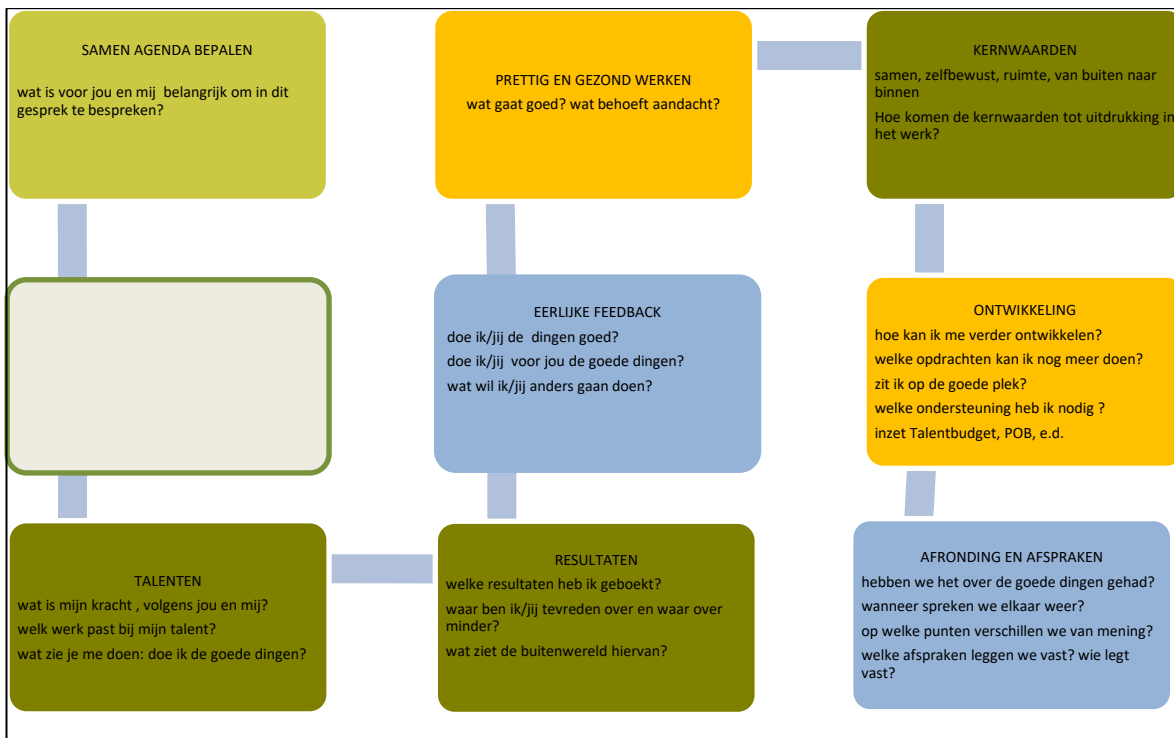 SAMEN AGENDA BEPALEN
wat is voor jou en mij  belangrijk om in dit
gesprek te bespreken?
TALENTEN
wat is mijn kracht , volgens jou en mij?
welk werk past bij mijn talent?
wat zie je me doen: doe ik de goede dingen?
RESULTATEN
welke resultaten heb ik geboekt?
waar ben ik/jij tevreden over en waar over
minder?
wat ziet de buitenwereld hiervan?
EERLIJKE FEEDBACK
doe ik/jij de  dingen goed?
doe ik/jij  voor jou de goede dingen?
wat wil ik/jij anders gaan doen?
PRETTIG EN GEZOND WERKEN
wat gaat goed? wat behoeft aandacht?
KERNWAARDEN
samen, zelfbewust, ruimte, van buiten naar
binnen
Hoe komen de kernwaarden tot uitdrukking in
het werk?
ONTWIKKELING
hoe kan ik me verder ontwikkelen?
welke opdrachten kan ik nog meer doen?
zit ik op de goede plek?
welke ondersteuning heb ik nodig ?
inzet Talentbudget, POB, e.d.
AFRONDING EN AFSPRAKEN
hebben we het over de goede dingen gehad?
wanneer spreken we elkaar weer?
op welke punten verschillen we van mening?
welke afspraken leggen we vast? wie legt
vast?